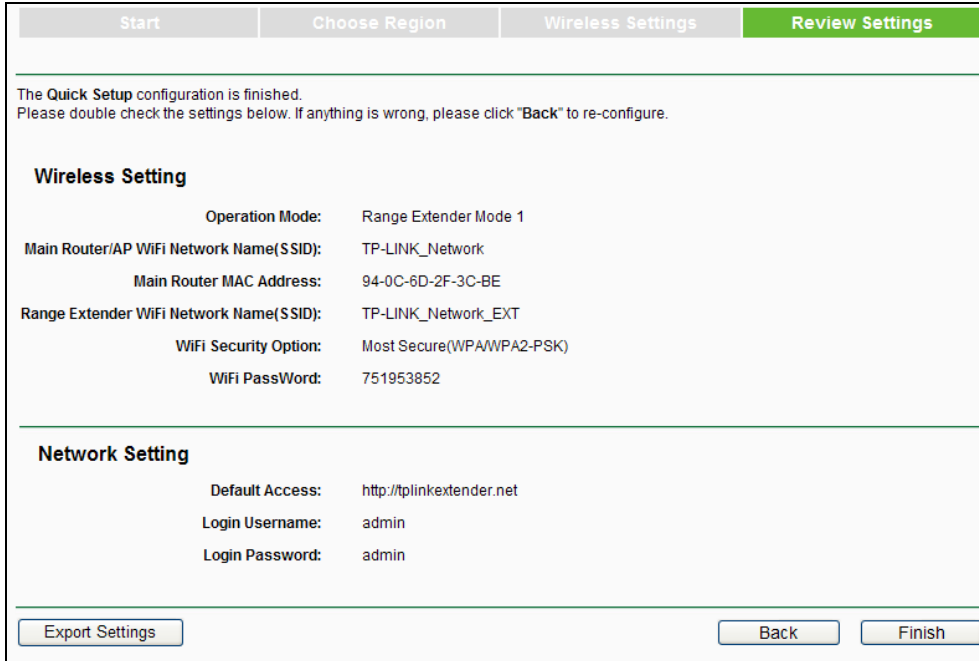 Start Choose Region Wireless Settings Review Settings
The Quick Setup configuration is finished.
Please double check the settings below. If anything is wrong, please click "Back" to re-configure.
Wireless Setting
Operation Mode: Range Extender Mode 1
Main Router/AP WiFi Network Name(SSID): TP-LINK_Network
Main Router MAC Address: 94-0C-6D-2F-3C-BE
Range Extender WiFi Network Name(SSID): TP-LINK_Network_EXT
WiFi Security Option: Most Secure(WPA/WPA2-PSK)
WiFi PassWord: 751953852
Network Setting
Default Access: http://tplinkextender.net
Login Username: admin
Login Password: admin
Export Settings Back Finish